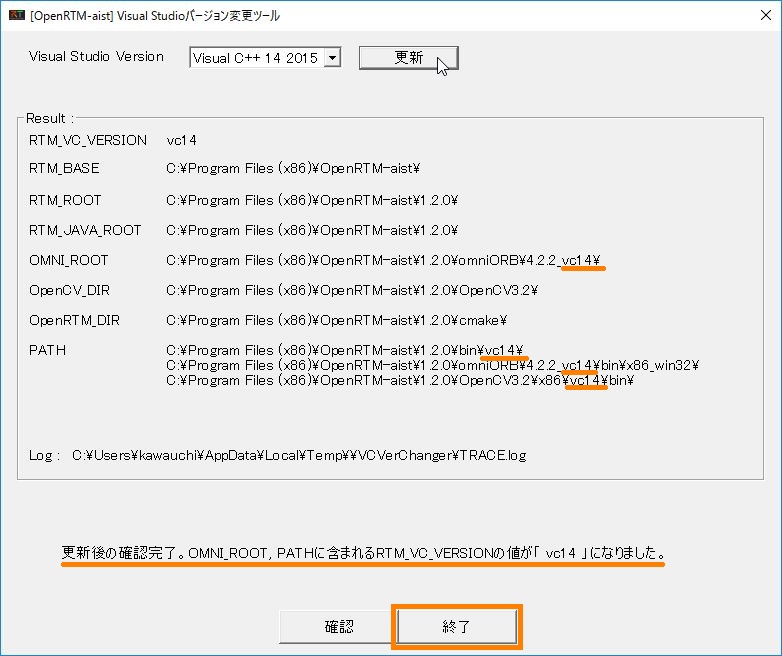 [OpenRTM-aist] Visual Studioバージョン変更ツール
Visual Studio Version Visual C++ 14 2015 更新
Result :
RTM_VC_VERSION vc14
RTM_BASE C:¥Program Files (x86)¥OpenRTM-aist¥
RTM_ROOT C:¥Program Files (x86)¥OpenRTM-aist¥1.2.0¥
RTM_JAVA_ROOT C:¥Program Files (x86)¥OpenRTM-aist¥1.2.0¥
OMNI_ROOT C:¥Program Files (x86)¥OpenRTM-aist¥1.2.0¥omniORB¥4.2.2_vc14¥
OpenCV_DIR C:¥Program Files (x86)¥OpenRTM-aist¥1.2.0¥OpenCV3.2¥
OpenRTM_DIR C:¥Program Files (x86)¥OpenRTM-aist¥1.2.0¥cmake¥
PATH C:¥Program Files (x86)¥OpenRTM-aist¥1.2.0¥bin¥vc14¥
C:¥Program Files (x86)¥OpenRTM-aist¥1.2.0¥omniORB¥4.2.2_vc14¥bin¥x86_win32¥
C:¥Program Files (x86)¥OpenRTM-aist¥1.2.0¥OpenCV3.2¥x86¥vc14¥bin¥
Log : C:¥Users¥kawauchi¥AppData¥Local¥Temp¥¥VCVerChanger¥TRACE.log
更新後の確認完了。OMNI_ROOT, PATHに含まれるRTM_VC_VERSIONの値が「 vc14 」になりました。
確認 終了